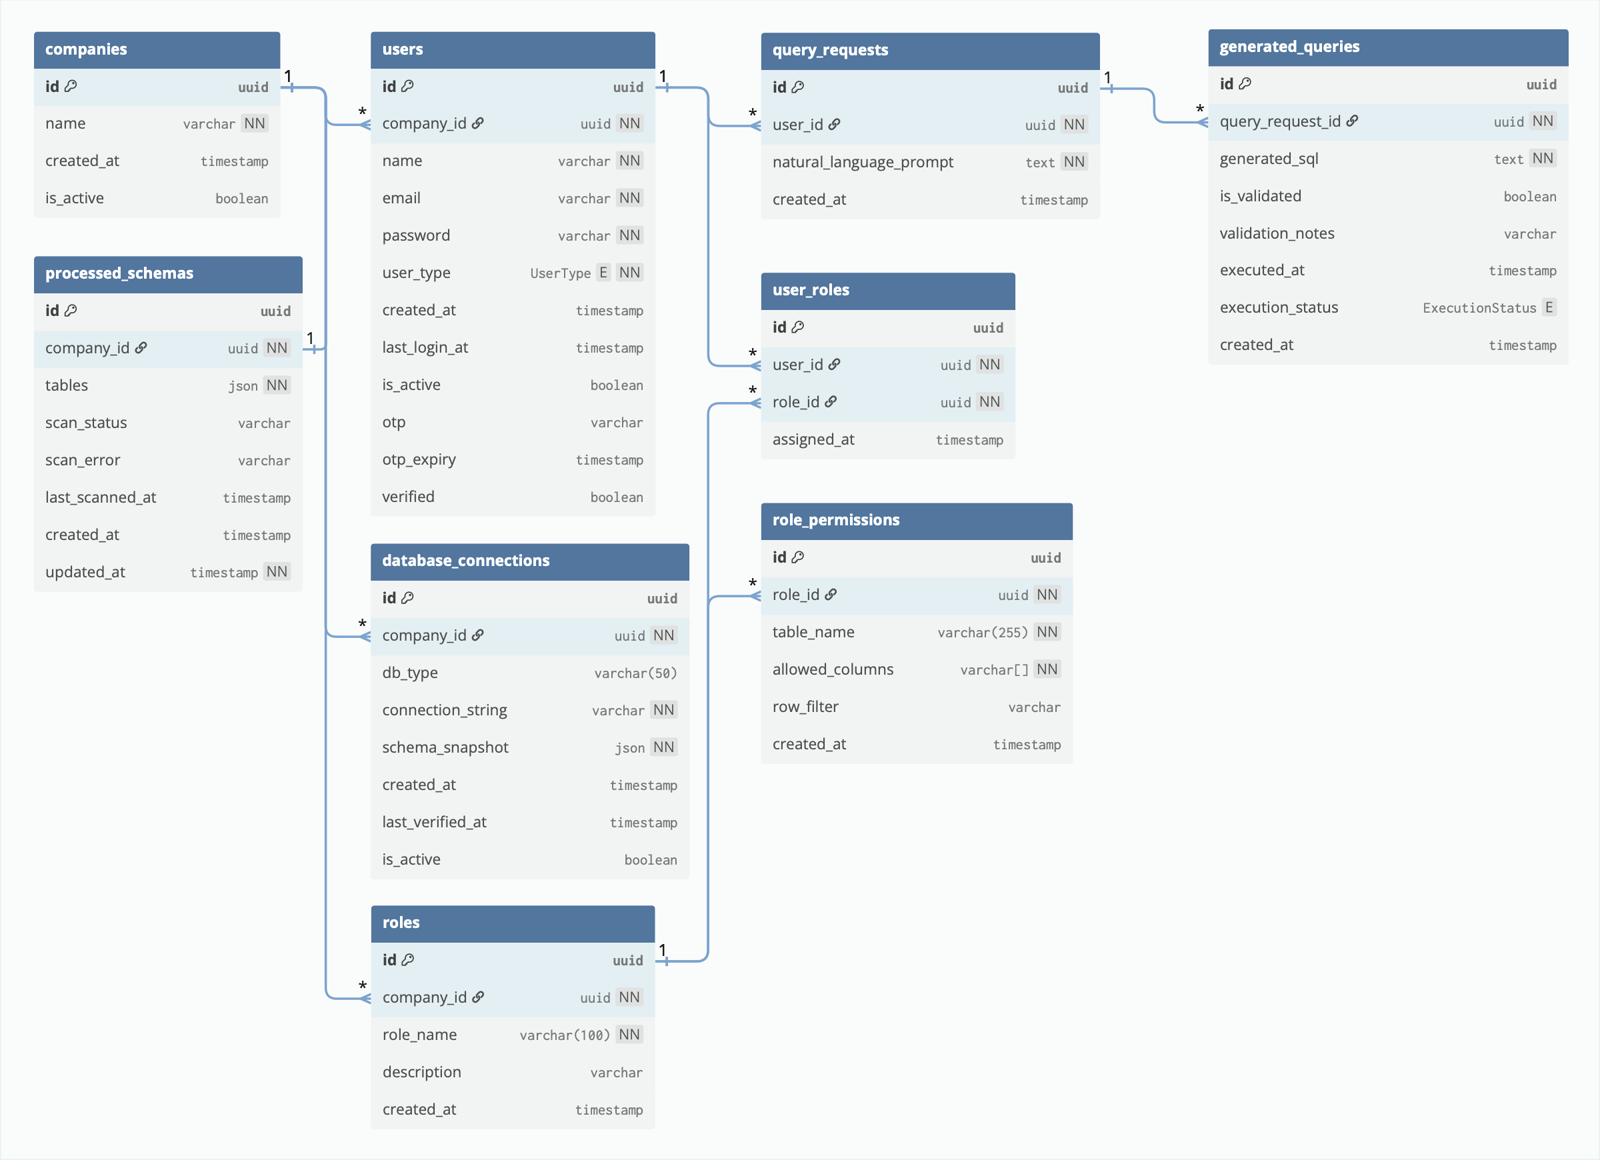 companies
id uuid
name varchar NN
created_at timestamp
is_active boolean
1
processed_schemas
id uuid
company_id uuid NN
tables json NN
scan_status varchar
scan_error varchar
last_scanned_at timestamp
created_at timestamp
updated_at timestamp NN
1
users
id uuid
* company_id uuid NN
name varchar NN
email varchar NN
password varchar NN
user_type UserType E NN
created_at timestamp
last_login_at timestamp
is_active boolean
otp varchar
otp_expiry timestamp
verified boolean
1
database_connections
id uuid
* company_id uuid NN
db_type varchar(50)
connection_string varchar NN
schema_snapshot json NN
created_at timestamp
last_verified_at timestamp
is_active boolean
roles
id uuid
1
* company_id uuid NN
role_name varchar(100) NN
description varchar
created_at timestamp
query_requests
id uuid
1
* user_id uuid NN
natural_language_prompt text NN
created_at timestamp
user_roles
id uuid
* user_id uuid NN
* role_id uuid NN
assigned_at timestamp
role_permissions
id uuid
* role_id uuid NN
table_name varchar(255) NN
allowed_columns varchar[] NN
row_filter varchar
created_at timestamp
generated_queries
id uuid
* query_request_id uuid NN
generated_sql text NN
is_validated boolean
validation_notes varchar
executed_at timestamp
execution_status ExecutionStatus E
created_at timestamp